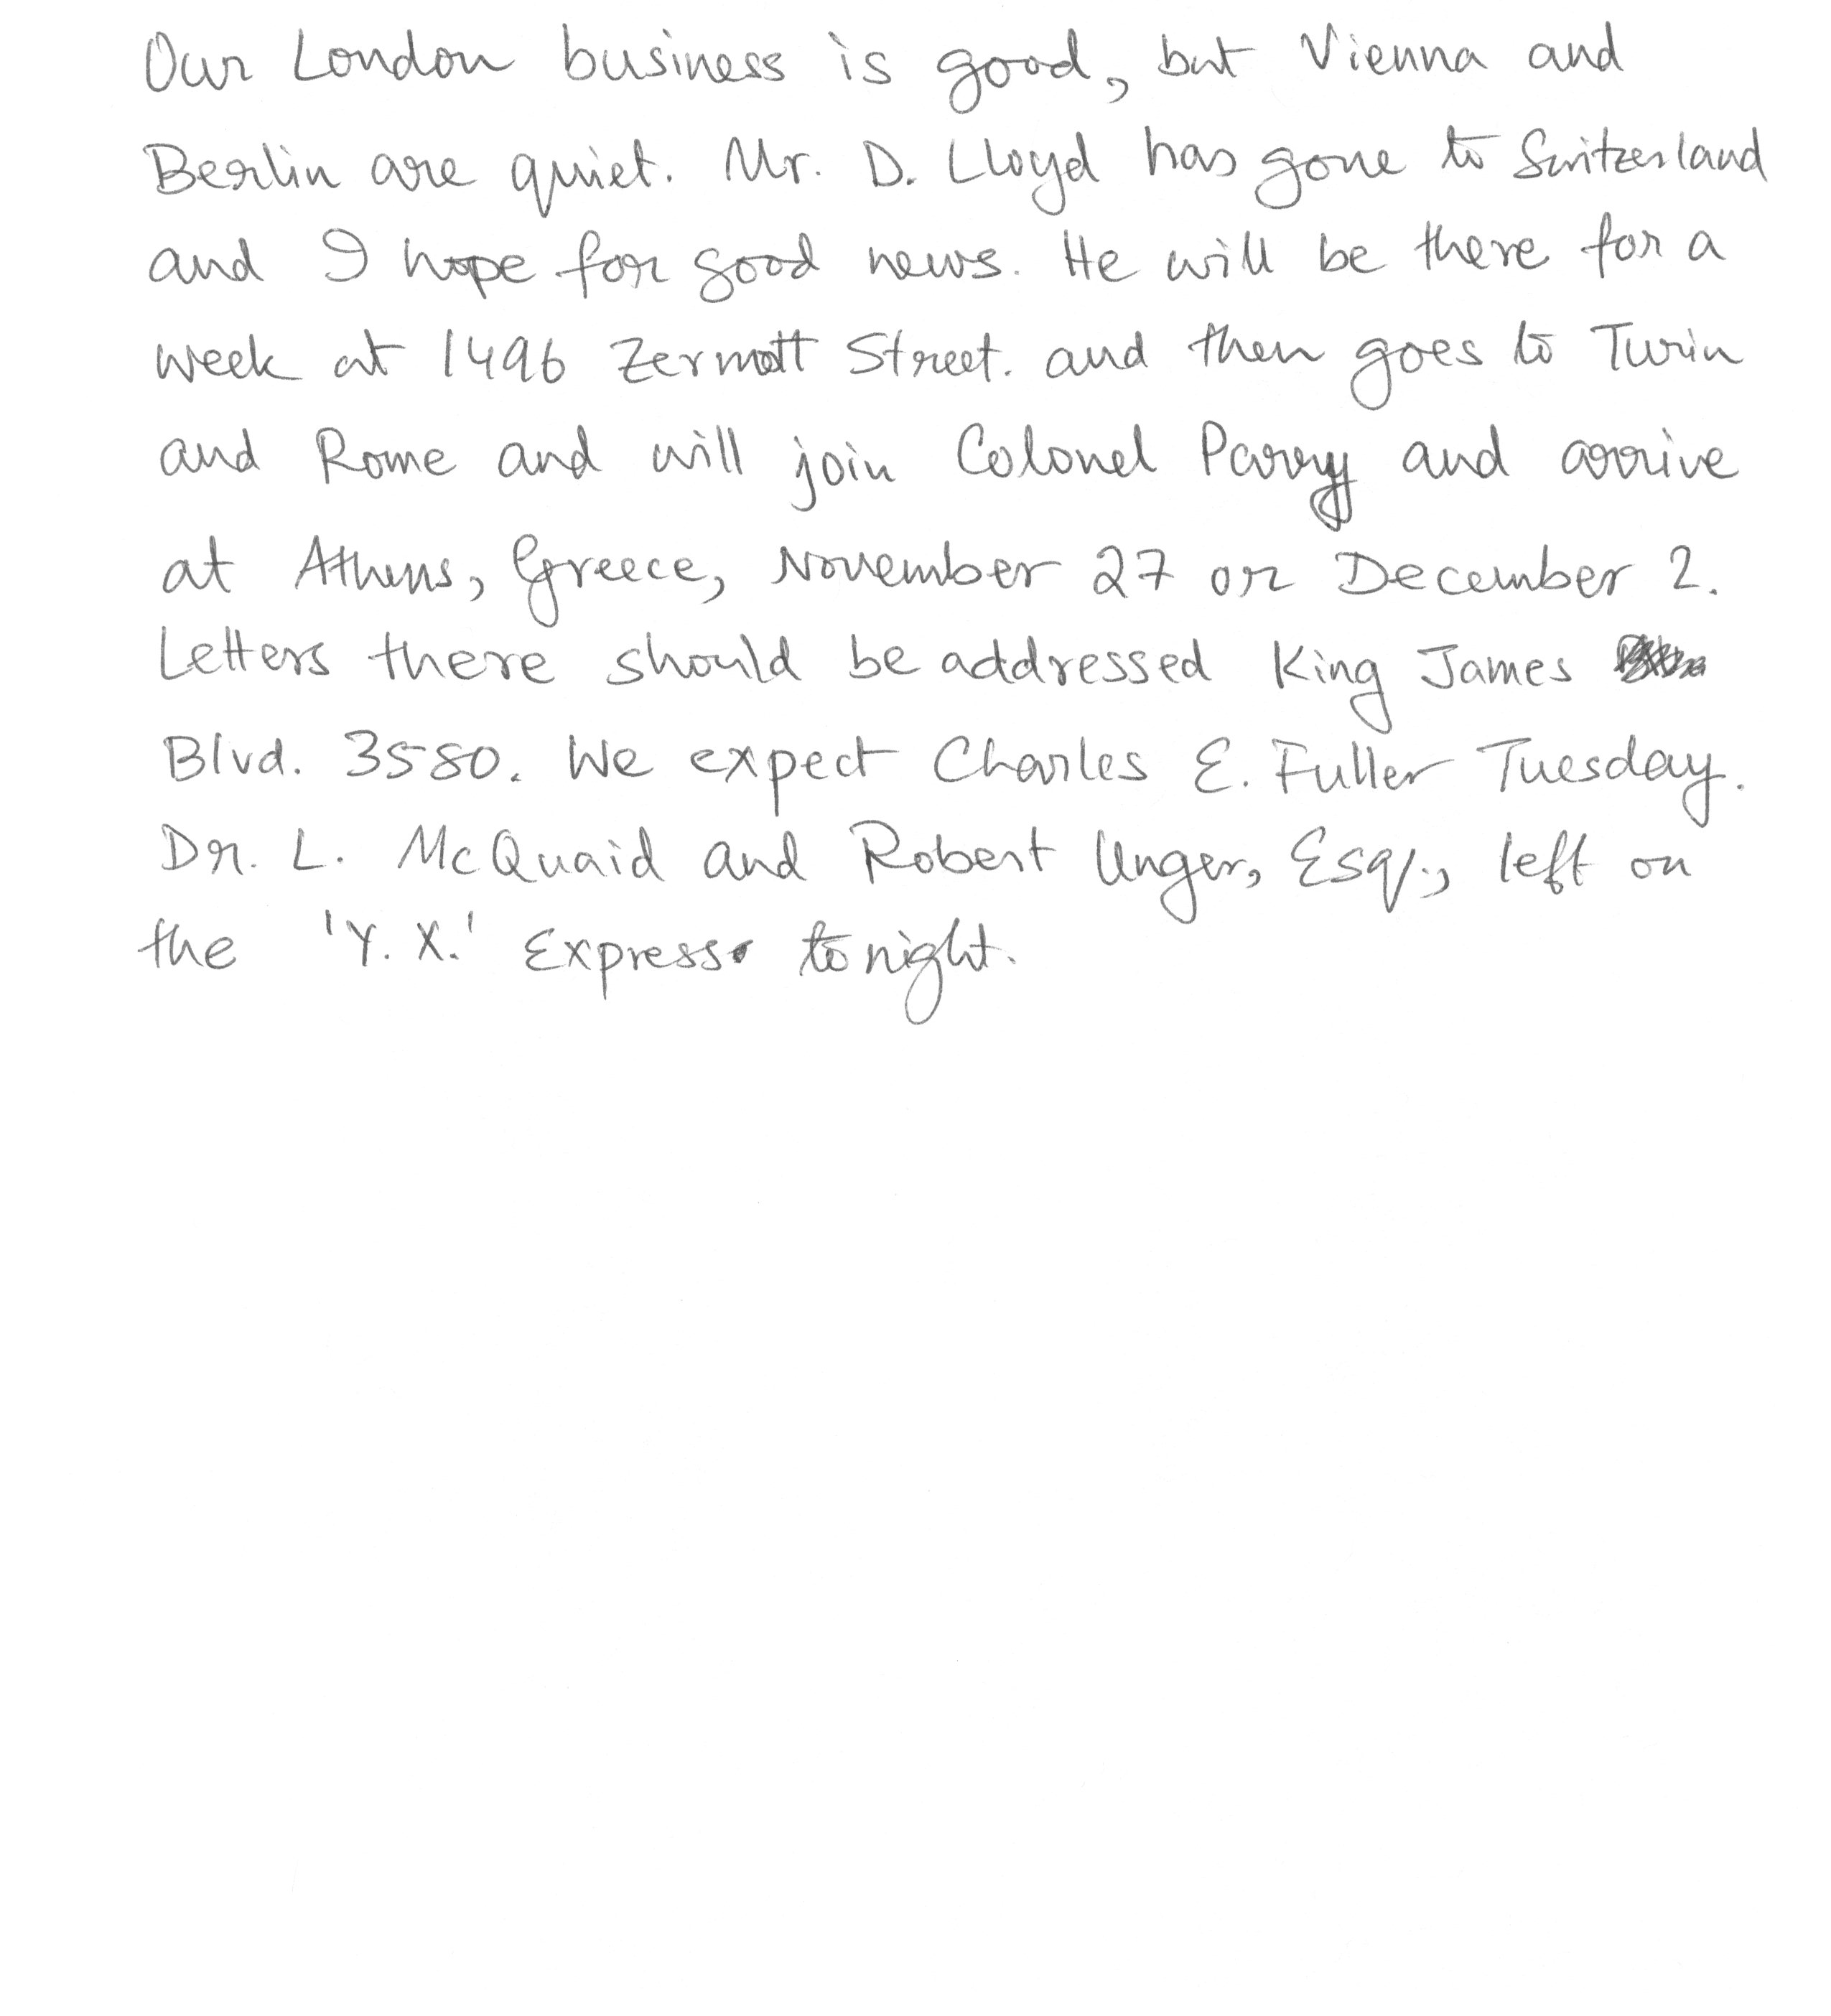 Our London business is good, but Vienna and
Berlin are quiet. Mr. D. Lloyd has gone to Switzerland
and I hope for good news. He will be there for a
week at 1496 Zermatt Street. and then goes to Turin
and Rome and will join Colonel Parry and arrive
at Athens, Greece, November 27 or December 2.
Letters there should be addressed King James
Blvd. 3580. We expect Charles E. Fuller Tuesday.
Dr. L. McQuaid and Robert Unger, Esq., left on
the 'Y. X.' Express tonight.